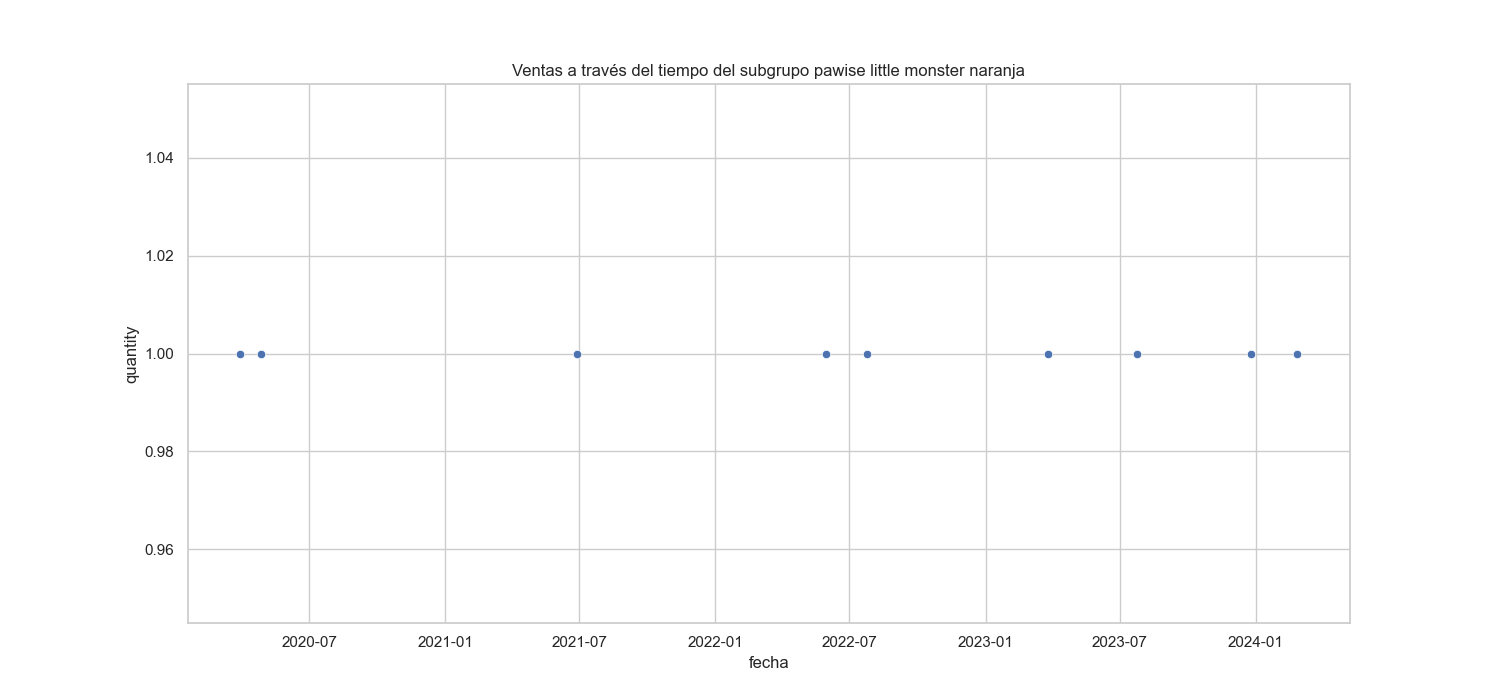 Ventas a través del tiempo del subgrupo pawise little monster naranja
1.04
1.02
1.00
0.98
0.96
quantity
2020-07 2021-01 2021-07 2022-01 2022-07 2023-01 2023-07 2024-01
fecha